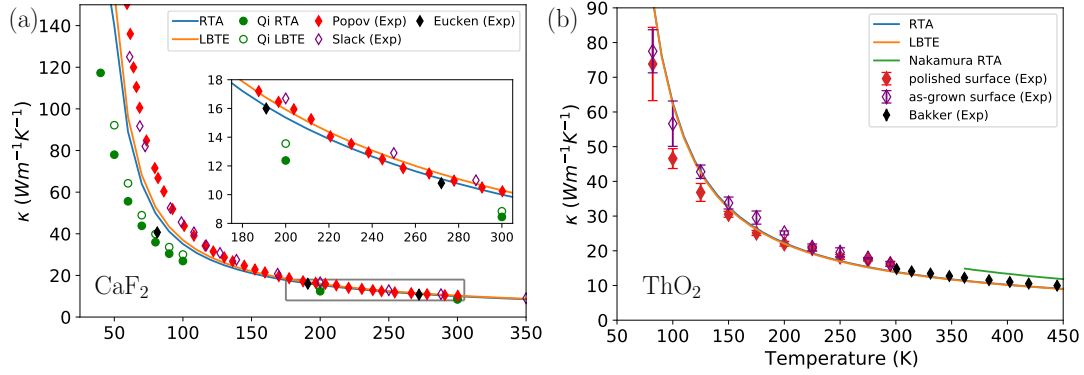 (a)
κ (Wm⁻¹K⁻¹)
140
120
100
80
60
40
20
0
50
100
150
200
250
300
350
RTA
LBTE
Qi RTA
Qi LBTE
Popov (Exp)
Slack (Exp)
Eucken (Exp)
18
16
14
12
10
8
180
200
220
240
260
280
300
CaF₂
(b)
κ (Wm⁻¹K⁻¹)
90
80
70
60
50
40
30
20
10
0
50
100
150
200
250
300
350
400
450
Temperature (K)
RTA
LBTE
Nakamura RTA
polished surface (Exp)
as-grown surface (Exp)
Bakker (Exp)
ThO₂